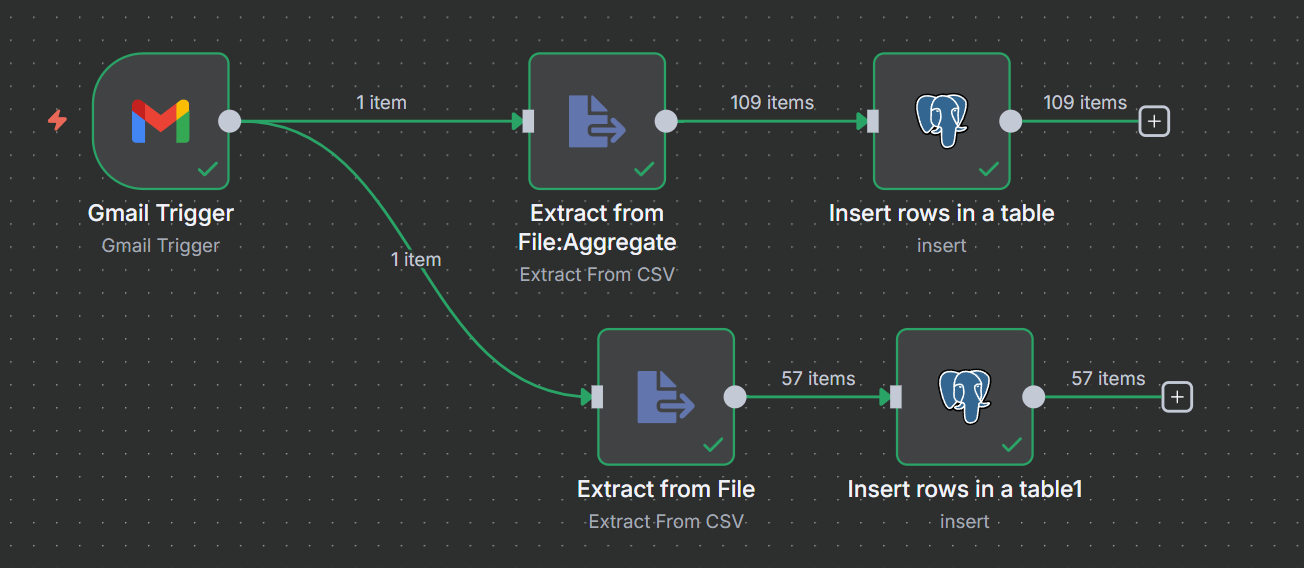 1 item
109 items
109 items
Gmail Trigger
Gmail Trigger
Extract from
File:Aggregate
Extract From CSV
Insert rows in a table
insert
1 item
57 items
57 items
Extract from File
Extract From CSV
Insert rows in a table1
insert